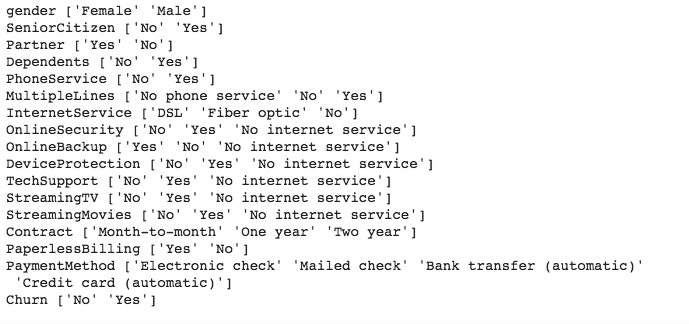 gender ['Female' 'Male']
SeniorCitizen ['No' 'Yes']
Partner ['Yes' 'No']
Dependents ['No' 'Yes']
PhoneService ['No' 'Yes']
MultipleLines ['No phone service' 'No' 'Yes']
InternetService ['DSL' 'Fiber optic' 'No']
OnlineSecurity ['No' 'Yes' 'No internet service']
OnlineBackup ['Yes' 'No' 'No internet service']
DeviceProtection ['No' 'Yes' 'No internet service']
TechSupport ['No' 'Yes' 'No internet service']
StreamingTV ['No' 'Yes' 'No internet service']
StreamingMovies ['No' 'Yes' 'No internet service']
Contract ['Month-to-month' 'One year' 'Two year']
PaperlessBilling ['Yes' 'No']
PaymentMethod ['Electronic check' 'Mailed check' 'Bank transfer (automatic)'
 'Credit card (automatic)']
Churn ['No' 'Yes']